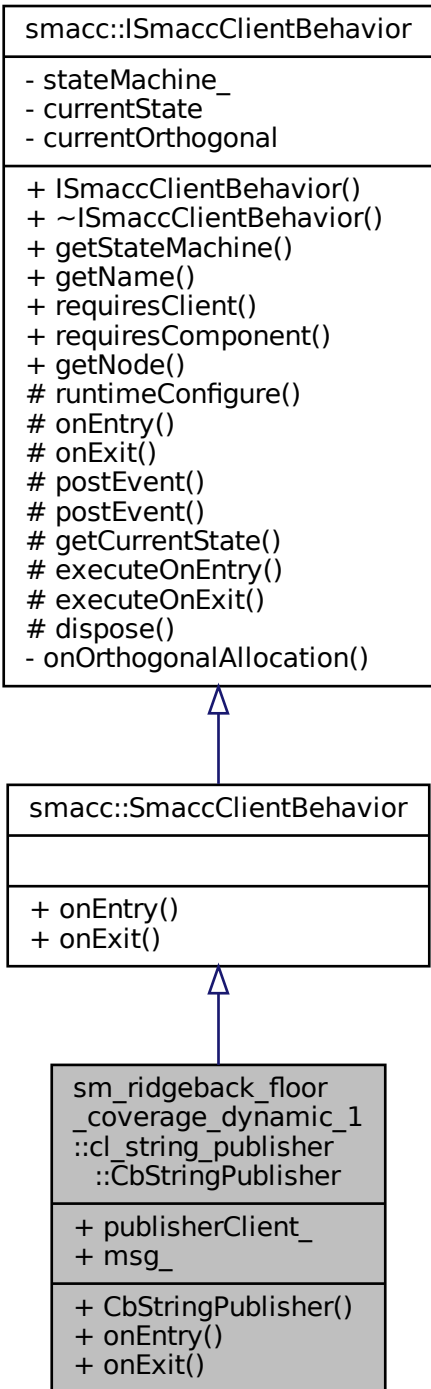 smacc::ISmaccClientBehavior
- stateMachine_
- currentState
- currentOrthogonal
+ ISmaccClientBehavior()
+ ~ISmaccClientBehavior()
+ getStateMachine()
+ getName()
+ requiresClient()
+ requiresComponent()
+ getNode()
# runtimeConfigure()
# onEntry()
# onExit()
# postEvent()
# postEvent()
# getCurrentState()
# executeOnEntry()
# executeOnExit()
# dispose()
- onOrthogonalAllocation()
smacc::SmaccClientBehavior
+ onEntry()
+ onExit()
sm_ridgeback_floor
_coverage_dynamic_1
::cl_string_publisher
::CbStringPublisher
+ publisherClient_
+ msg_
+ CbStringPublisher()
+ onEntry()
+ onExit()